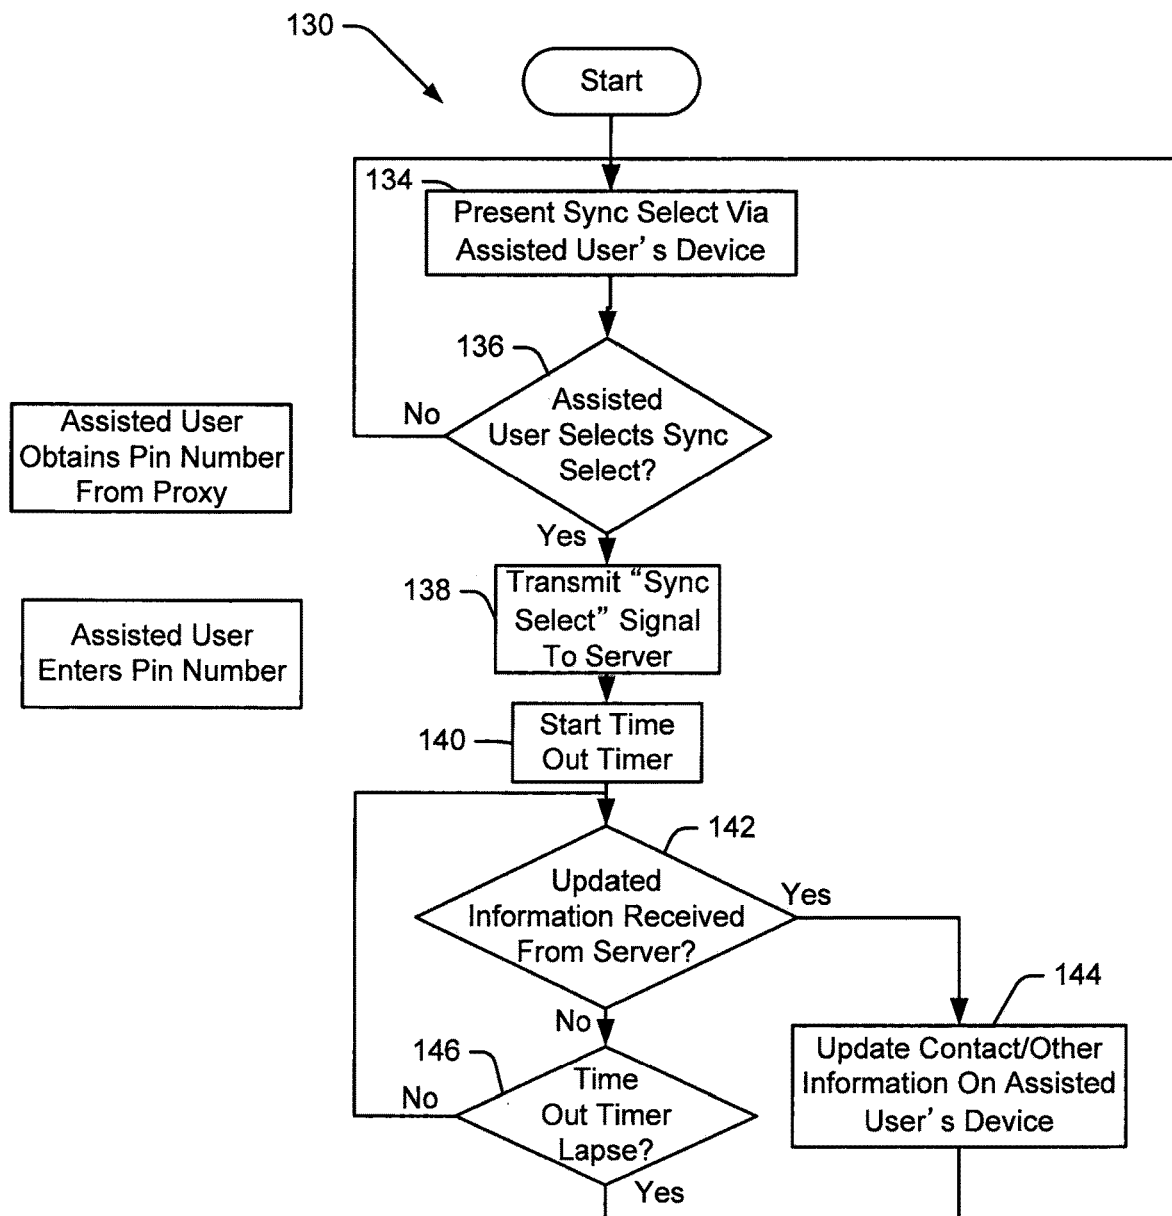 130
Start
134
Present Sync Select Via
Assisted User's Device
136
Assisted
User Selects Sync
Select?
No
Yes
Assisted User
Obtains Pin Number
From Proxy
138
Transmit “Sync
Select” Signal
To Server
Assisted User
Enters Pin Number
140
Start Time
Out Timer
142
Updated
Information Received
From Server?
Yes
No
144
Update Contact/Other
Information On Assisted
User's Device
146
Time
Out Timer
Lapse?
No
Yes